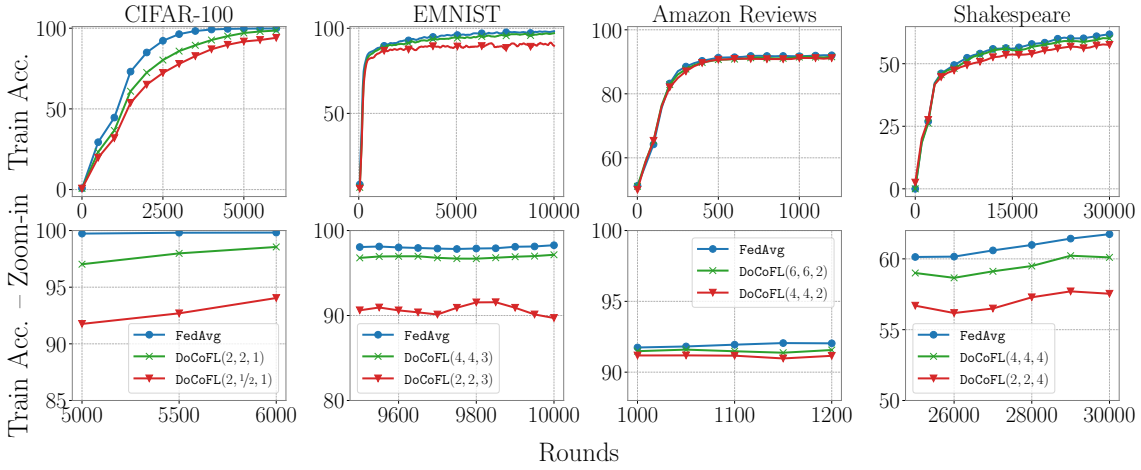 CIFAR-100 EMNIST Amazon Reviews Shakespeare
Train Acc.
100 50 0
0 2500 5000
100 50
0 5000 10000
100 80 60
0 500 1000
50 25 0
0 15000 30000
Train Acc. – Zoom-in
100 95 90 85
5000 5500 6000
FedAvg
DoCoFL(2, 2, 1)
DoCoFL(2, 1/2, 1)
100 90 80
9600 9800 10000
FedAvg
DoCoFL(4, 4, 3)
DoCoFL(2, 2, 3)
100 95 90
1000 1100 1200
FedAvg
DoCoFL(6, 6, 2)
DoCoFL(4, 4, 2)
60 55 50
26000 28000 30000
FedAvg
DoCoFL(4, 4, 4)
DoCoFL(2, 2, 4)
Rounds